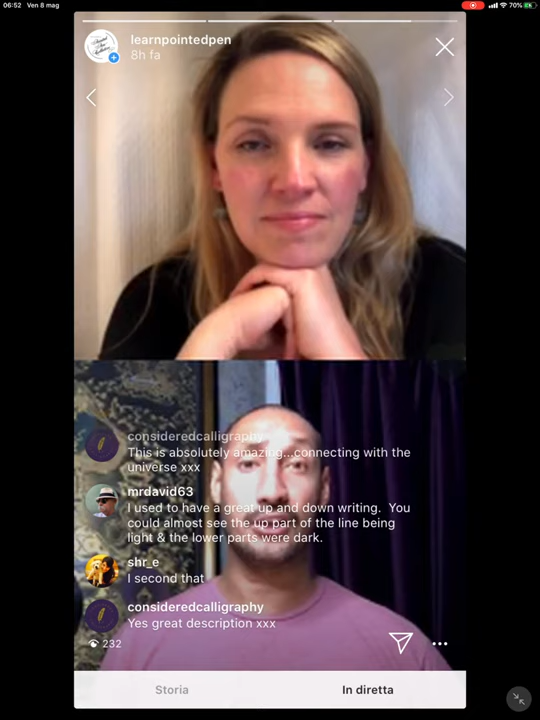 06:52 Ven 8 mag
70%
learnpointedpen
8h fa
consideredcalligraphy
This is absolutely amazing...connecting with the
universe xxx
mrdavid63
I used to have a great up and down writing. You
could almost see the up part of the line being
light & the lower parts were dark.
shr_e
I second that
consideredcalligraphy
Yes great description xxx
232
Storia
In diretta